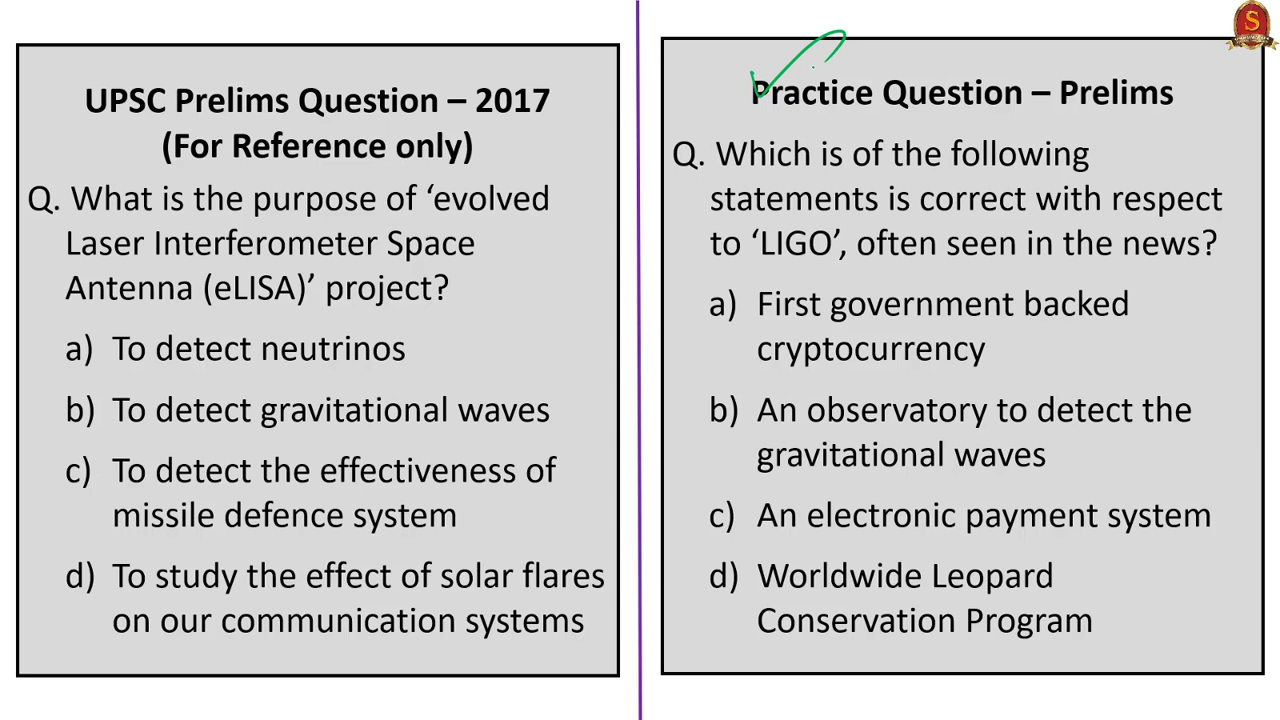 UPSC Prelims Question – 2017
(For Reference only)
Q. What is the purpose of ‘evolved
Laser Interferometer Space
Antenna (eLISA)’ project?
a) To detect neutrinos
b) To detect gravitational waves
c) To detect the effectiveness of
missile defence system
d) To study the effect of solar flares
on our communication systems
Practice Question – Prelims
Q. Which is of the following
statements is correct with respect
to ‘LIGO’, often seen in the news?
a) First government backed
cryptocurrency
b) An observatory to detect the
gravitational waves
c) An electronic payment system
d) Worldwide Leopard
Conservation Program
S